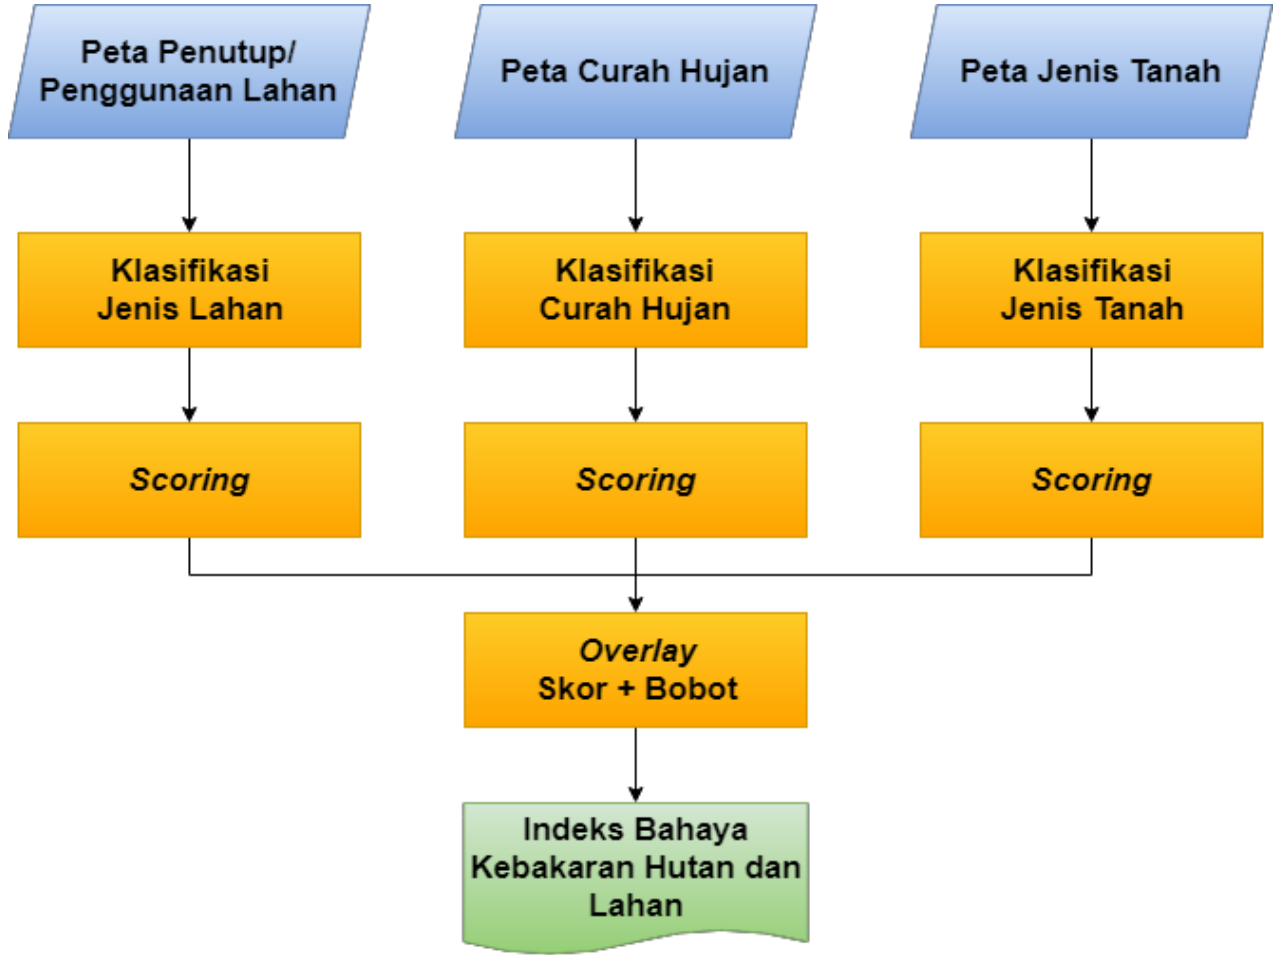 Peta Penutup/
Penggunaan Lahan
Peta Curah Hujan
Peta Jenis Tanah
Klasifikasi
Jenis Lahan
Klasifikasi
Curah Hujan
Klasifikasi
Jenis Tanah
Scoring
Scoring
Scoring
Overlay
Skor + Bobot
Indeks Bahaya
Kebakaran Hutan dan
Lahan